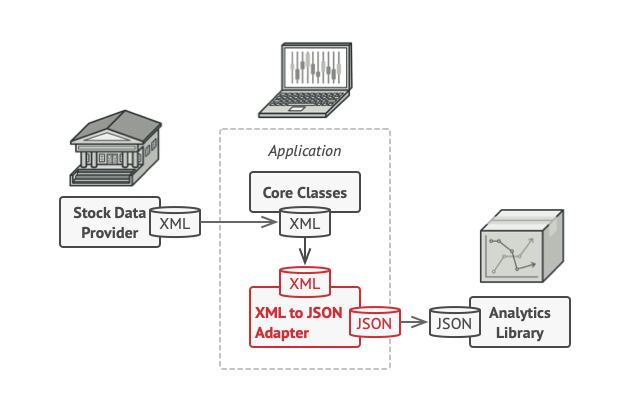 Application
Core Classes
Stock Data
Provider
XML
XML
XML
XML to JSON
Adapter
JSON
JSON
Analytics
Library